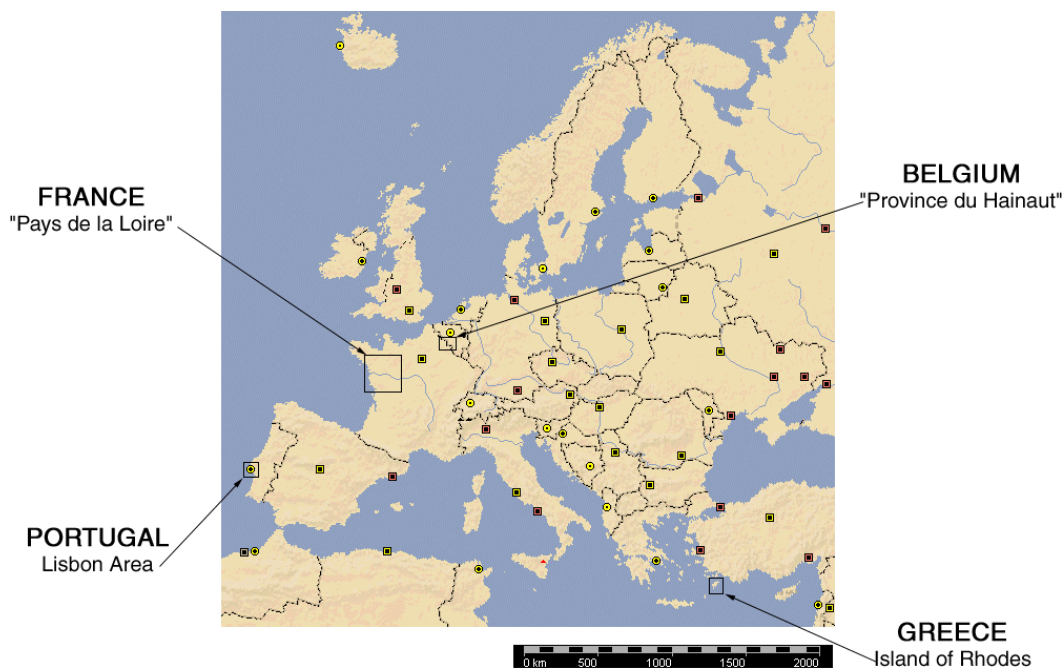 FRANCE
"Pays de la Loire"
BELGIUM
"Province du Hainaut"
PORTUGAL
Lisbon Area
GREECE
Island of Rhodes
0 km 500 1000 1500 2000